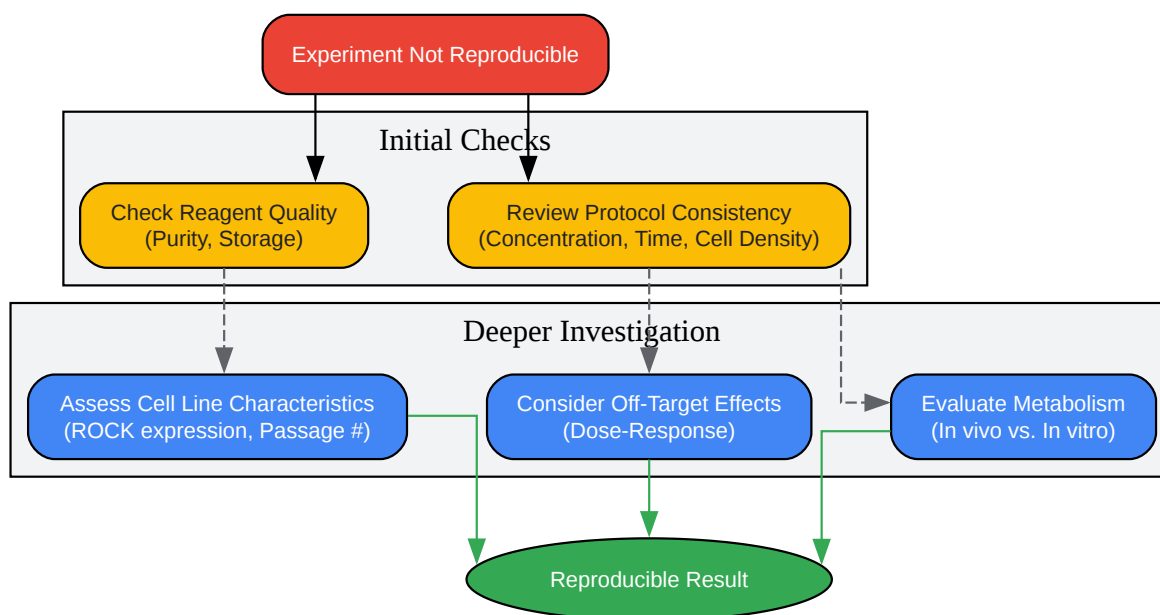 Experiment Not Reproducible
Initial Checks
Check Reagent Quality
(Purity, Storage)
Review Protocol Consistency
(Concentration, Time, Cell Density)
Deeper Investigation
Assess Cell Line Characteristics
(ROCK expression, Passage #)
Consider Off-Target Effects
(Dose-Response)
Evaluate Metabolism
(In vivo vs. In vitro)
Reproducible Result